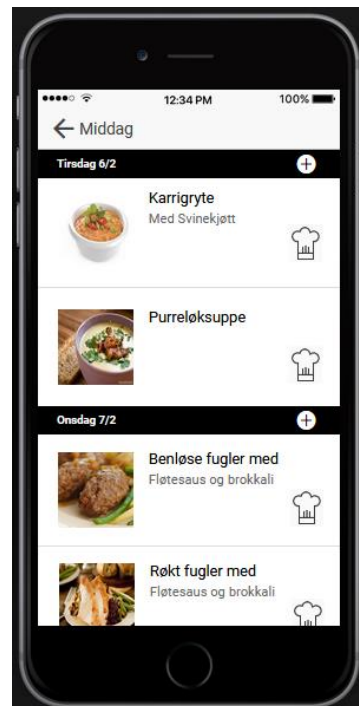 12:34 PM 100%
Middag
Tirsdag 6/2
Karrigryte
Med Svinekjøtt
Purreløksuppe
Onsdag 7/2
Benløse fugler med
Fløtesaus og brokkali
Røkt fugler med
Fløtesaus og brokkali